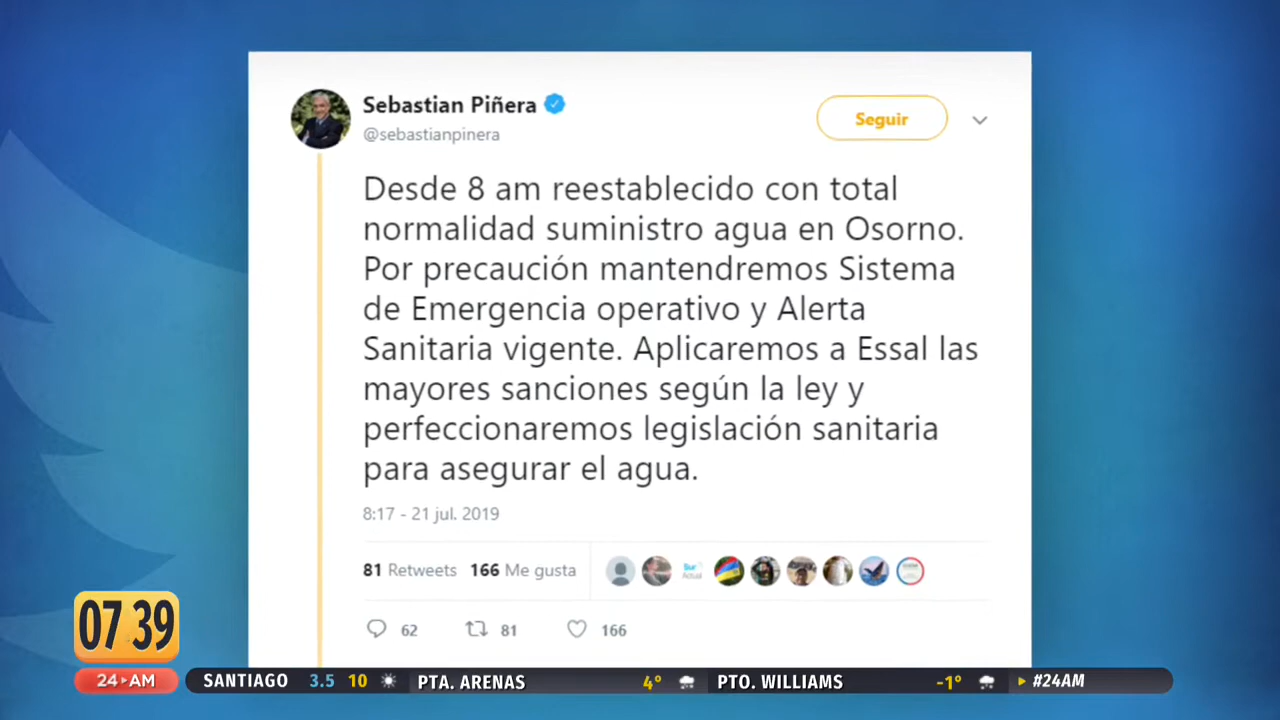 Sebastian Piñera
@sebastianpinera
Seguir
Desde 8 am reestablecido con total
normalidad suministro agua en Osorno.
Por precaución mantendremos Sistema
de Emergencia operativo y Alerta
Sanitaria vigente. Aplicaremos a Essal las
mayores sanciones según la ley y
perfeccionaremos legislación sanitaria
para asegurar el agua.
8:17 - 21 jul. 2019
81 Retweets 166 Me gusta
Sur
Actual
62 81 166
07 39
24 AM
SANTIAGO 3.5 10 PTA. ARENAS 4° PTO. WILLIAMS -1° #24AM